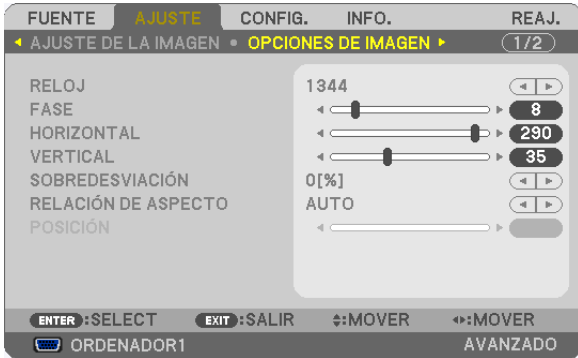 FUENTE AJUSTE CONFIG. INFO. REAJ.
AJUSTE DE LA IMAGEN • OPCIONES DE IMAGEN 1/2
RELOJ 1344
FASE 8
HORIZONTAL 290
VERTICAL 35
SOBREDESVIACIÓN 0[%]
RELACIÓN DE ASPECTO AUTO
POSICIÓN
ENTER :SELECT EXIT :SALIR :MOVER :MOVER
ORDENADOR1 AVANZADO